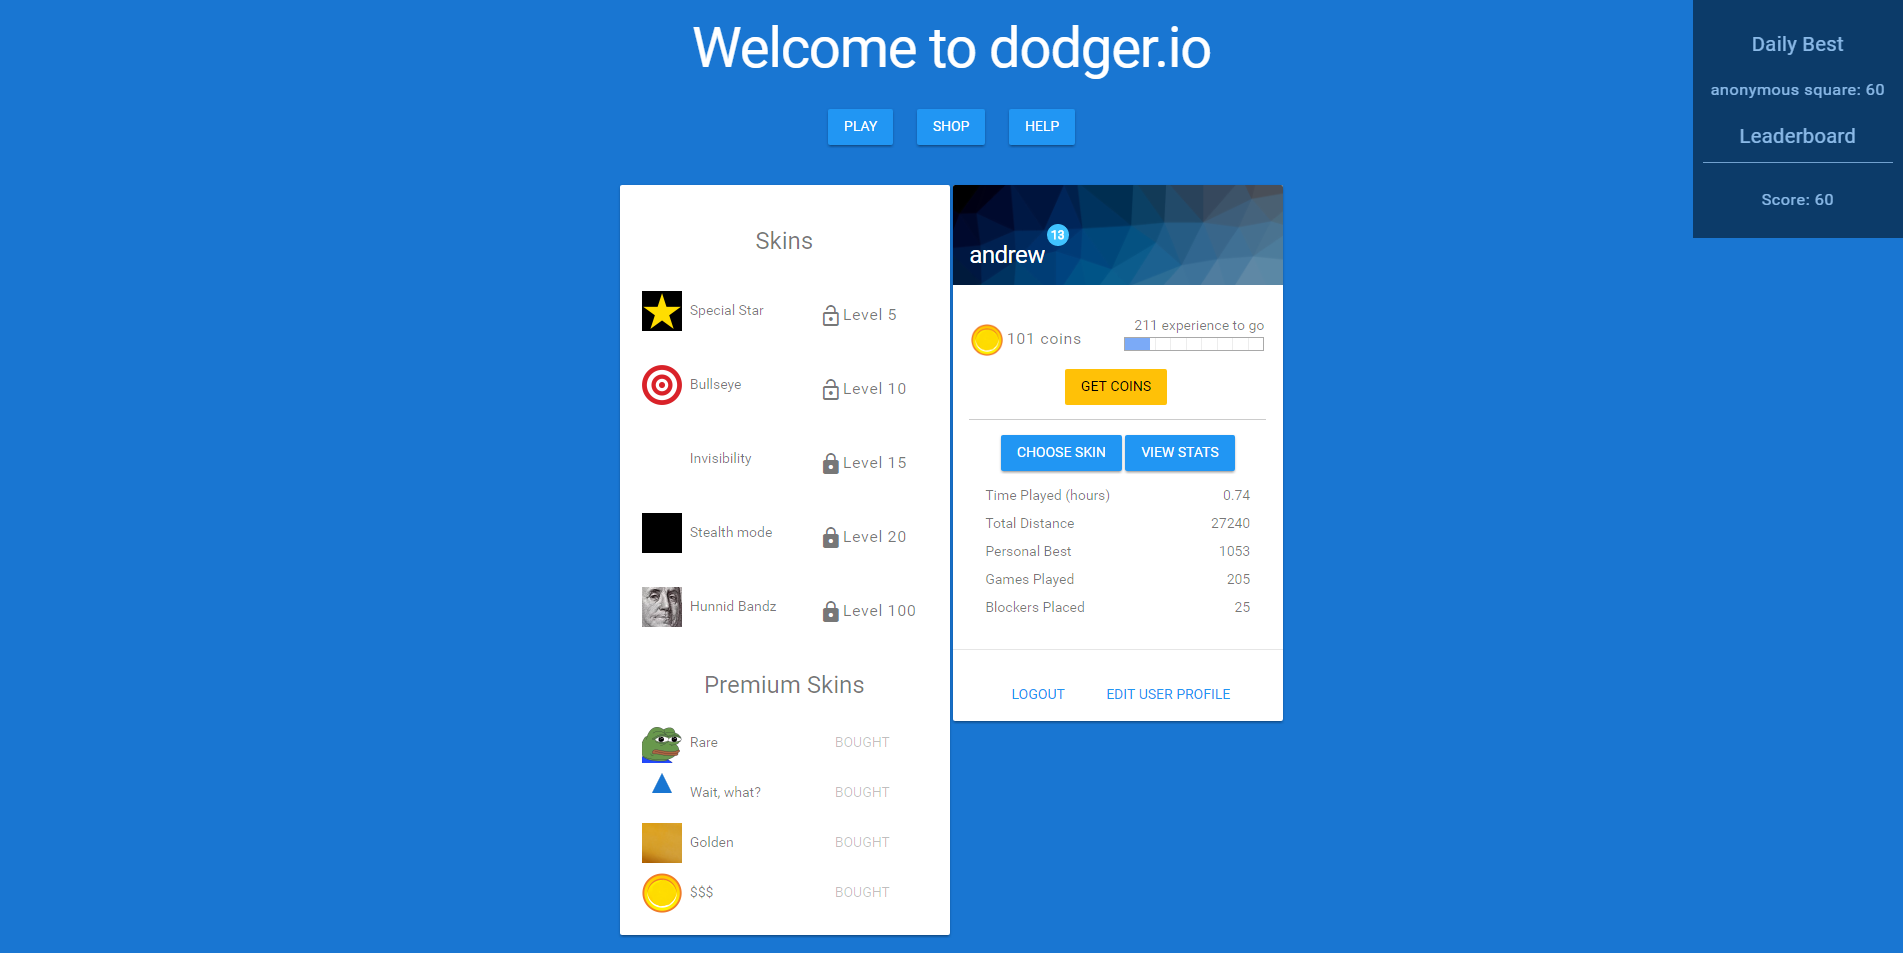 Welcome to dodger.io
PLAY
SHOP
HELP
Daily Best
anonymous square: 60
Leaderboard
Score: 60
Skins
Special Star
Level 5
Bullseye
Level 10
Invisibility
Level 15
Stealth mode
Level 20
Hunnid Bandz
Level 100
Premium Skins
Rare
BOUGHT
Wait, what?
BOUGHT
Golden
BOUGHT
$$$
BOUGHT
andrew
13
101 coins
211 experience to go
GET COINS
CHOOSE SKIN
VIEW STATS
Time Played (hours) 0.74
Total Distance 27240
Personal Best 1053
Games Played 205
Blockers Placed 25
LOGOUT
EDIT USER PROFILE